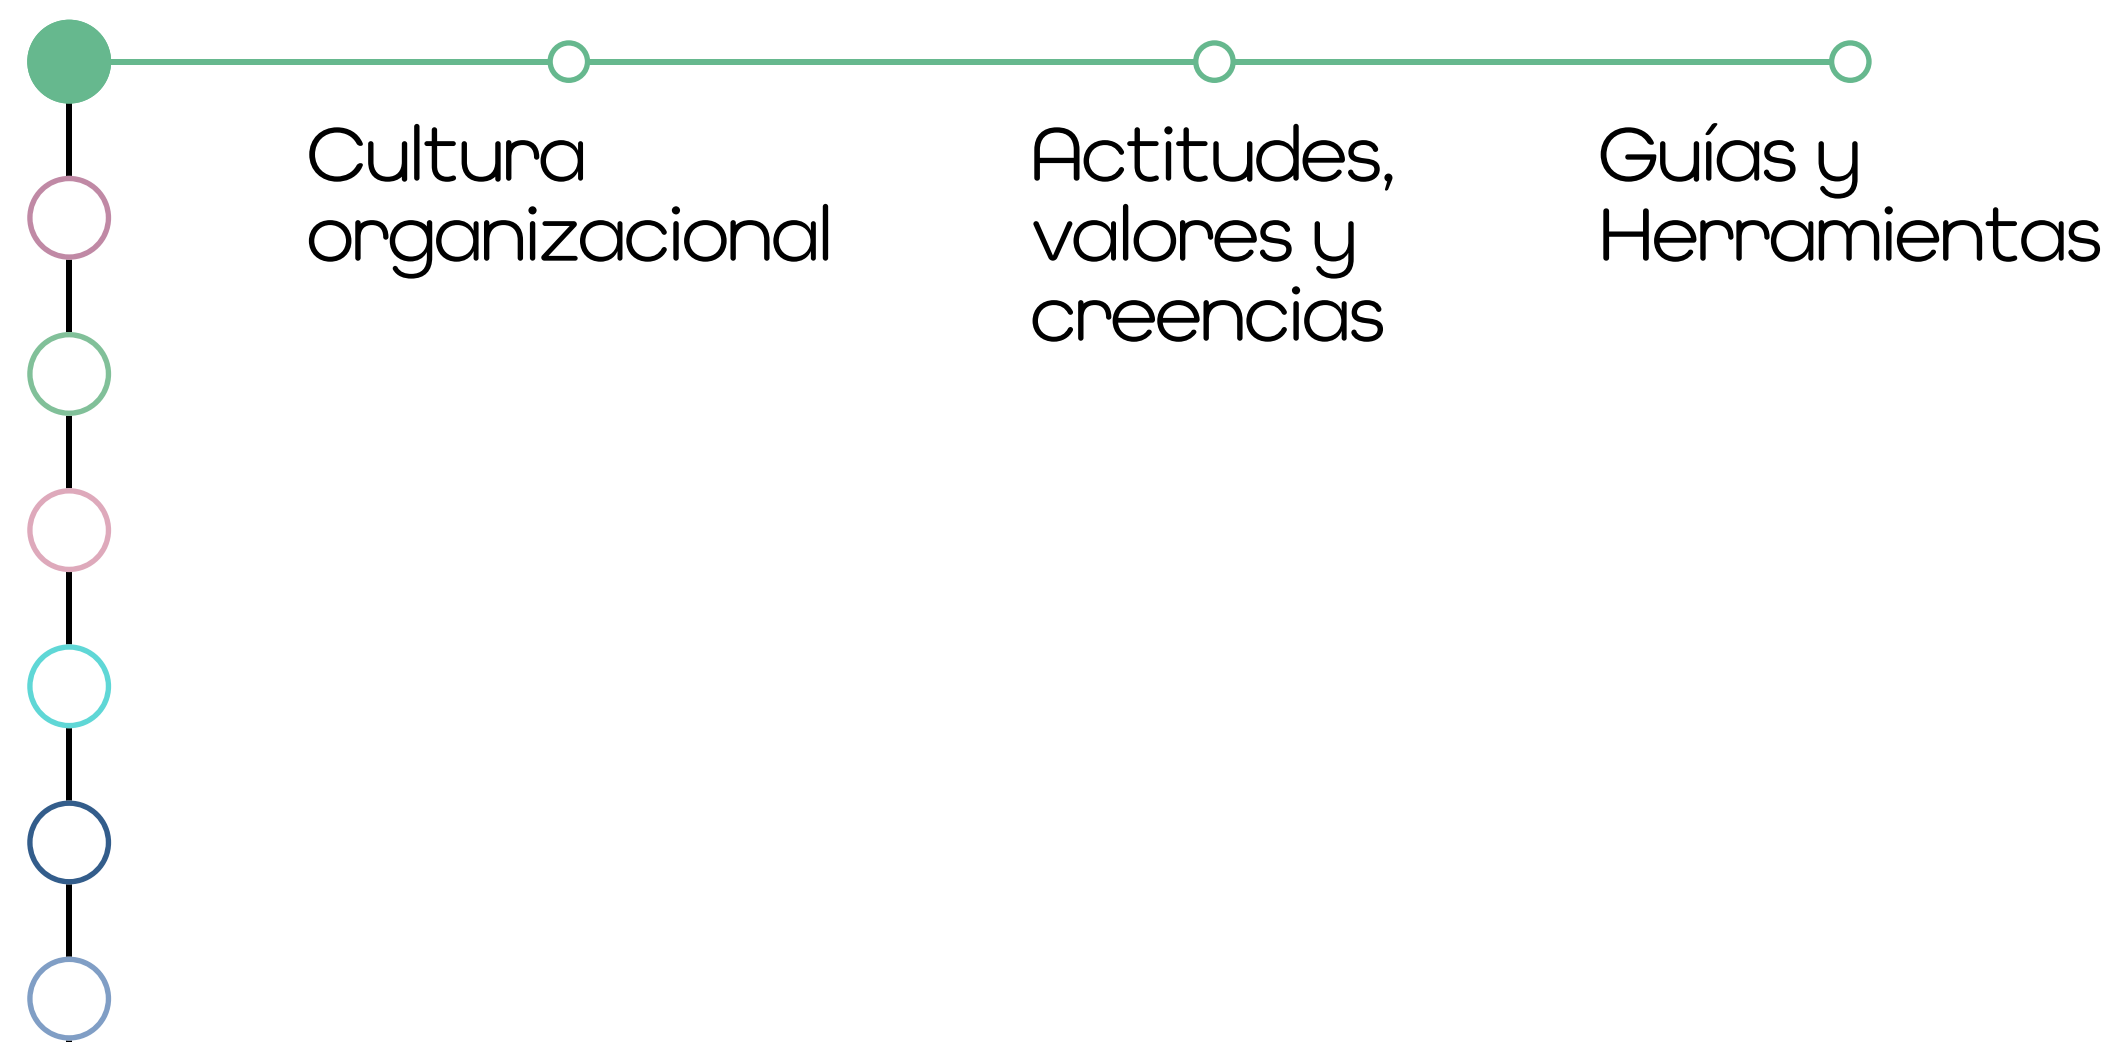 Cultura
organizacional
Actitudes,
valores y
creencias
Guías y
Herramientas